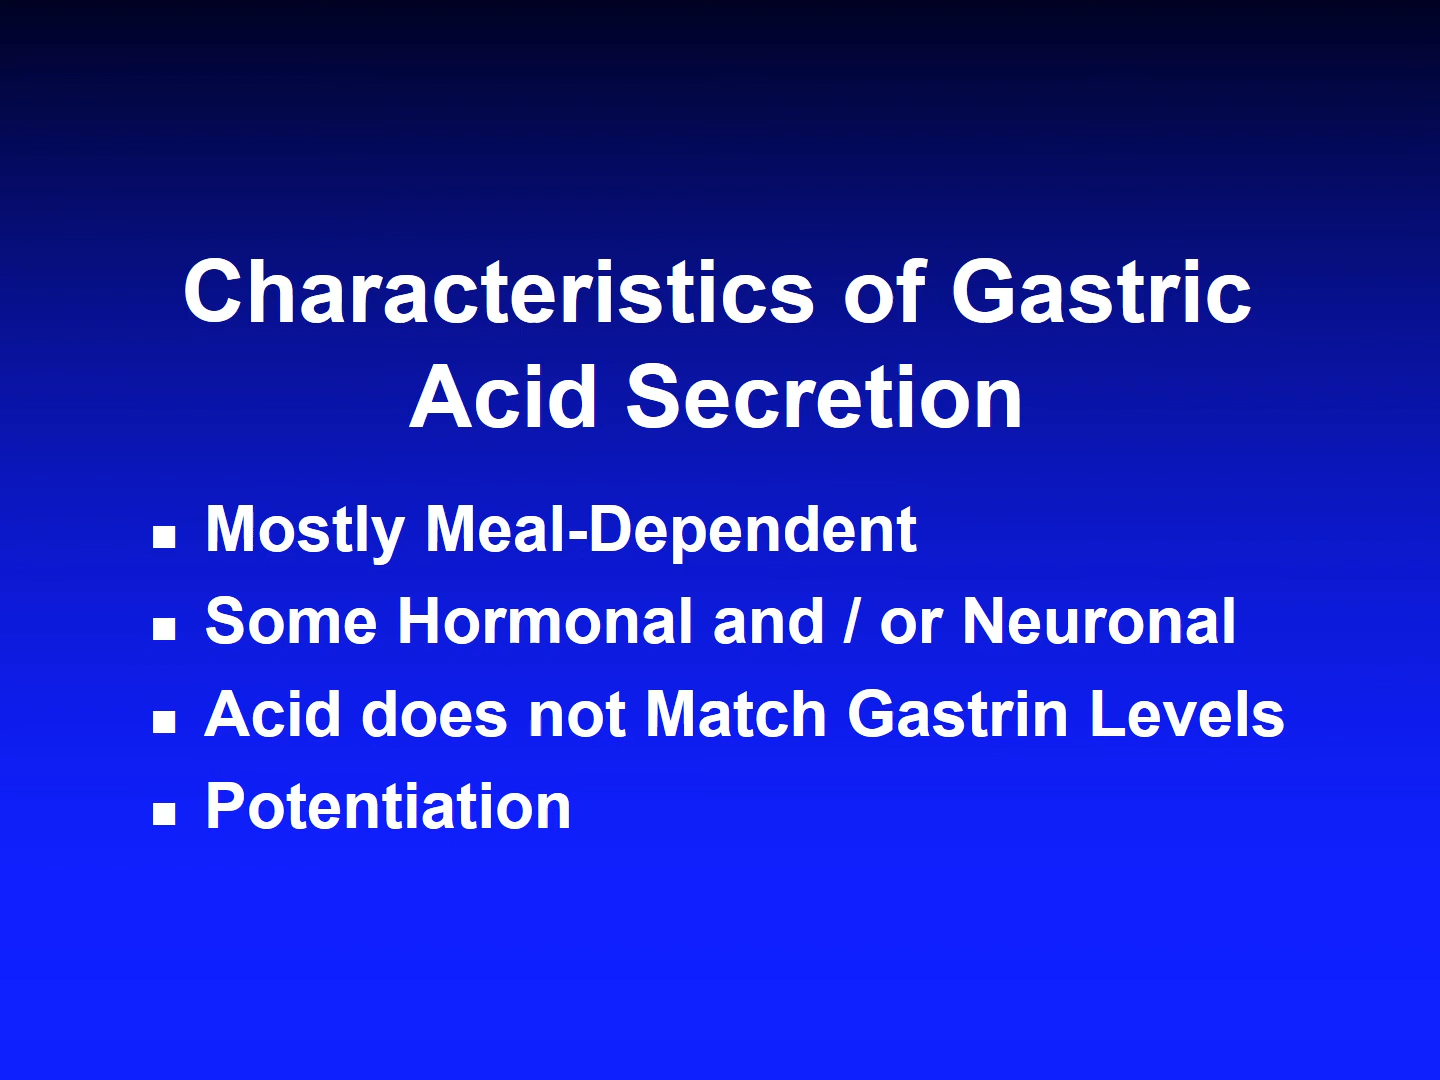 Characteristics of Gastric
Acid Secretion
■ Mostly Meal-Dependent
■ Some Hormonal and / or Neuronal
■ Acid does not Match Gastrin Levels
■ Potentiation